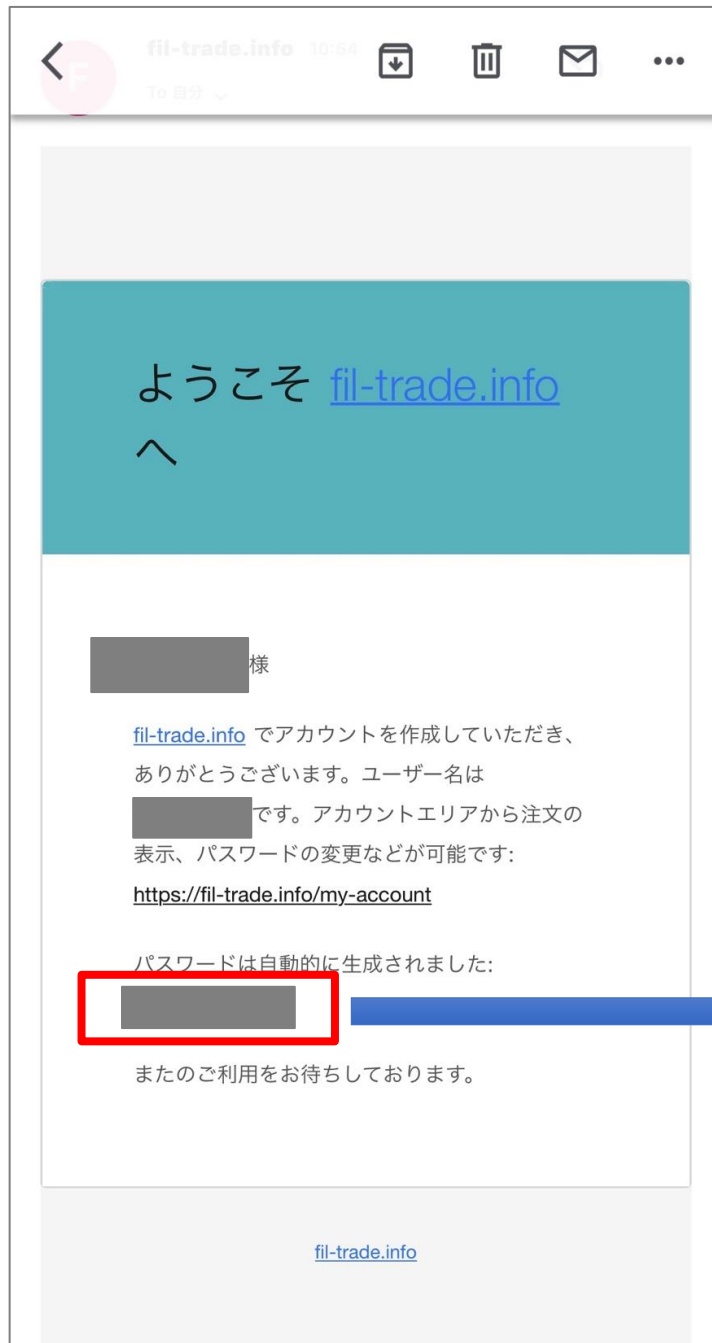 fil-trade.info 10:54
To 自分
F
ようこそ fil-trade.info
へ
様
fil-trade.info でアカウントを作成していただき、
ありがとうございます。ユーザー名は
です。アカウントエリアから注文の
表示、パスワードの変更などが可能です:
https://fil-trade.info/my-account
パスワードは自動的に生成されました:
またのご利用をお待ちしております。
fil-trade.info